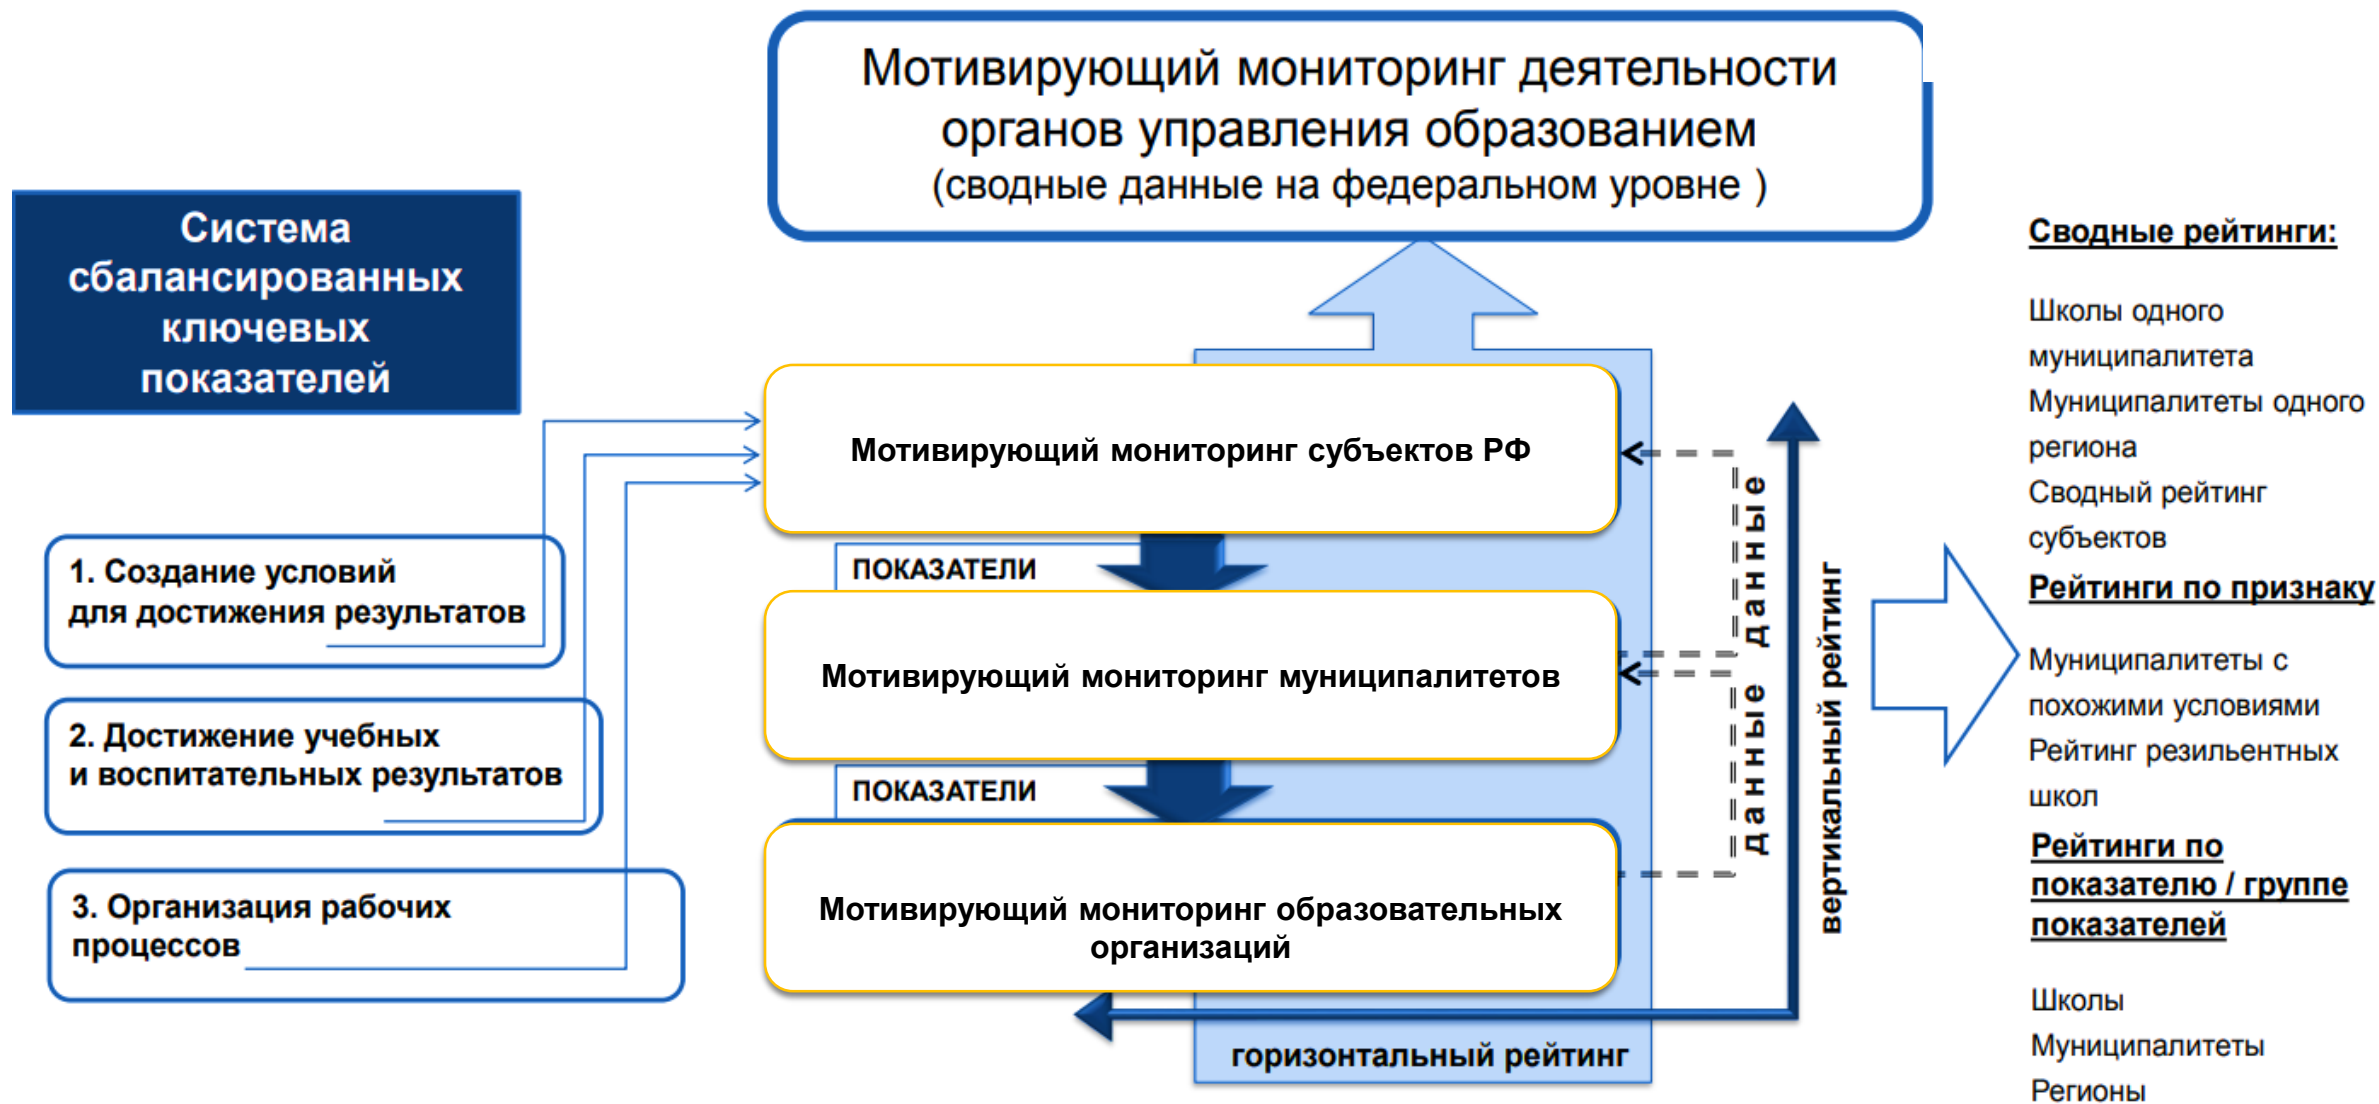 Мотивирующий мониторинг деятельности
органов управления образованием
(сводные данные на федеральном уровне )
Система
сбалансированных
ключевых
показателей
1. Создание условий
для достижения результатов
2. Достижение учебных
и воспитательных результатов
3. Организация рабочих
процессов
Мотивирующий мониторинг субъектов РФ
ПОКАЗАТЕЛИ
Мотивирующий мониторинг муниципалитетов
ПОКАЗАТЕЛИ
Мотивирующий мониторинг образовательных
организаций
данные
данные
вертикальный рейтинг
горизонтальный рейтинг
Сводные рейтинги:
Школы одного
муниципалитета
Муниципалитеты одного
региона
Сводный рейтинг
субъектов
Рейтинги по признаку
Муниципалитеты с
похожими условиями
Рейтинг резильентных
школ
Рейтинги по
показателю / группе
показателей
Школы
Муниципалитеты
Регионы